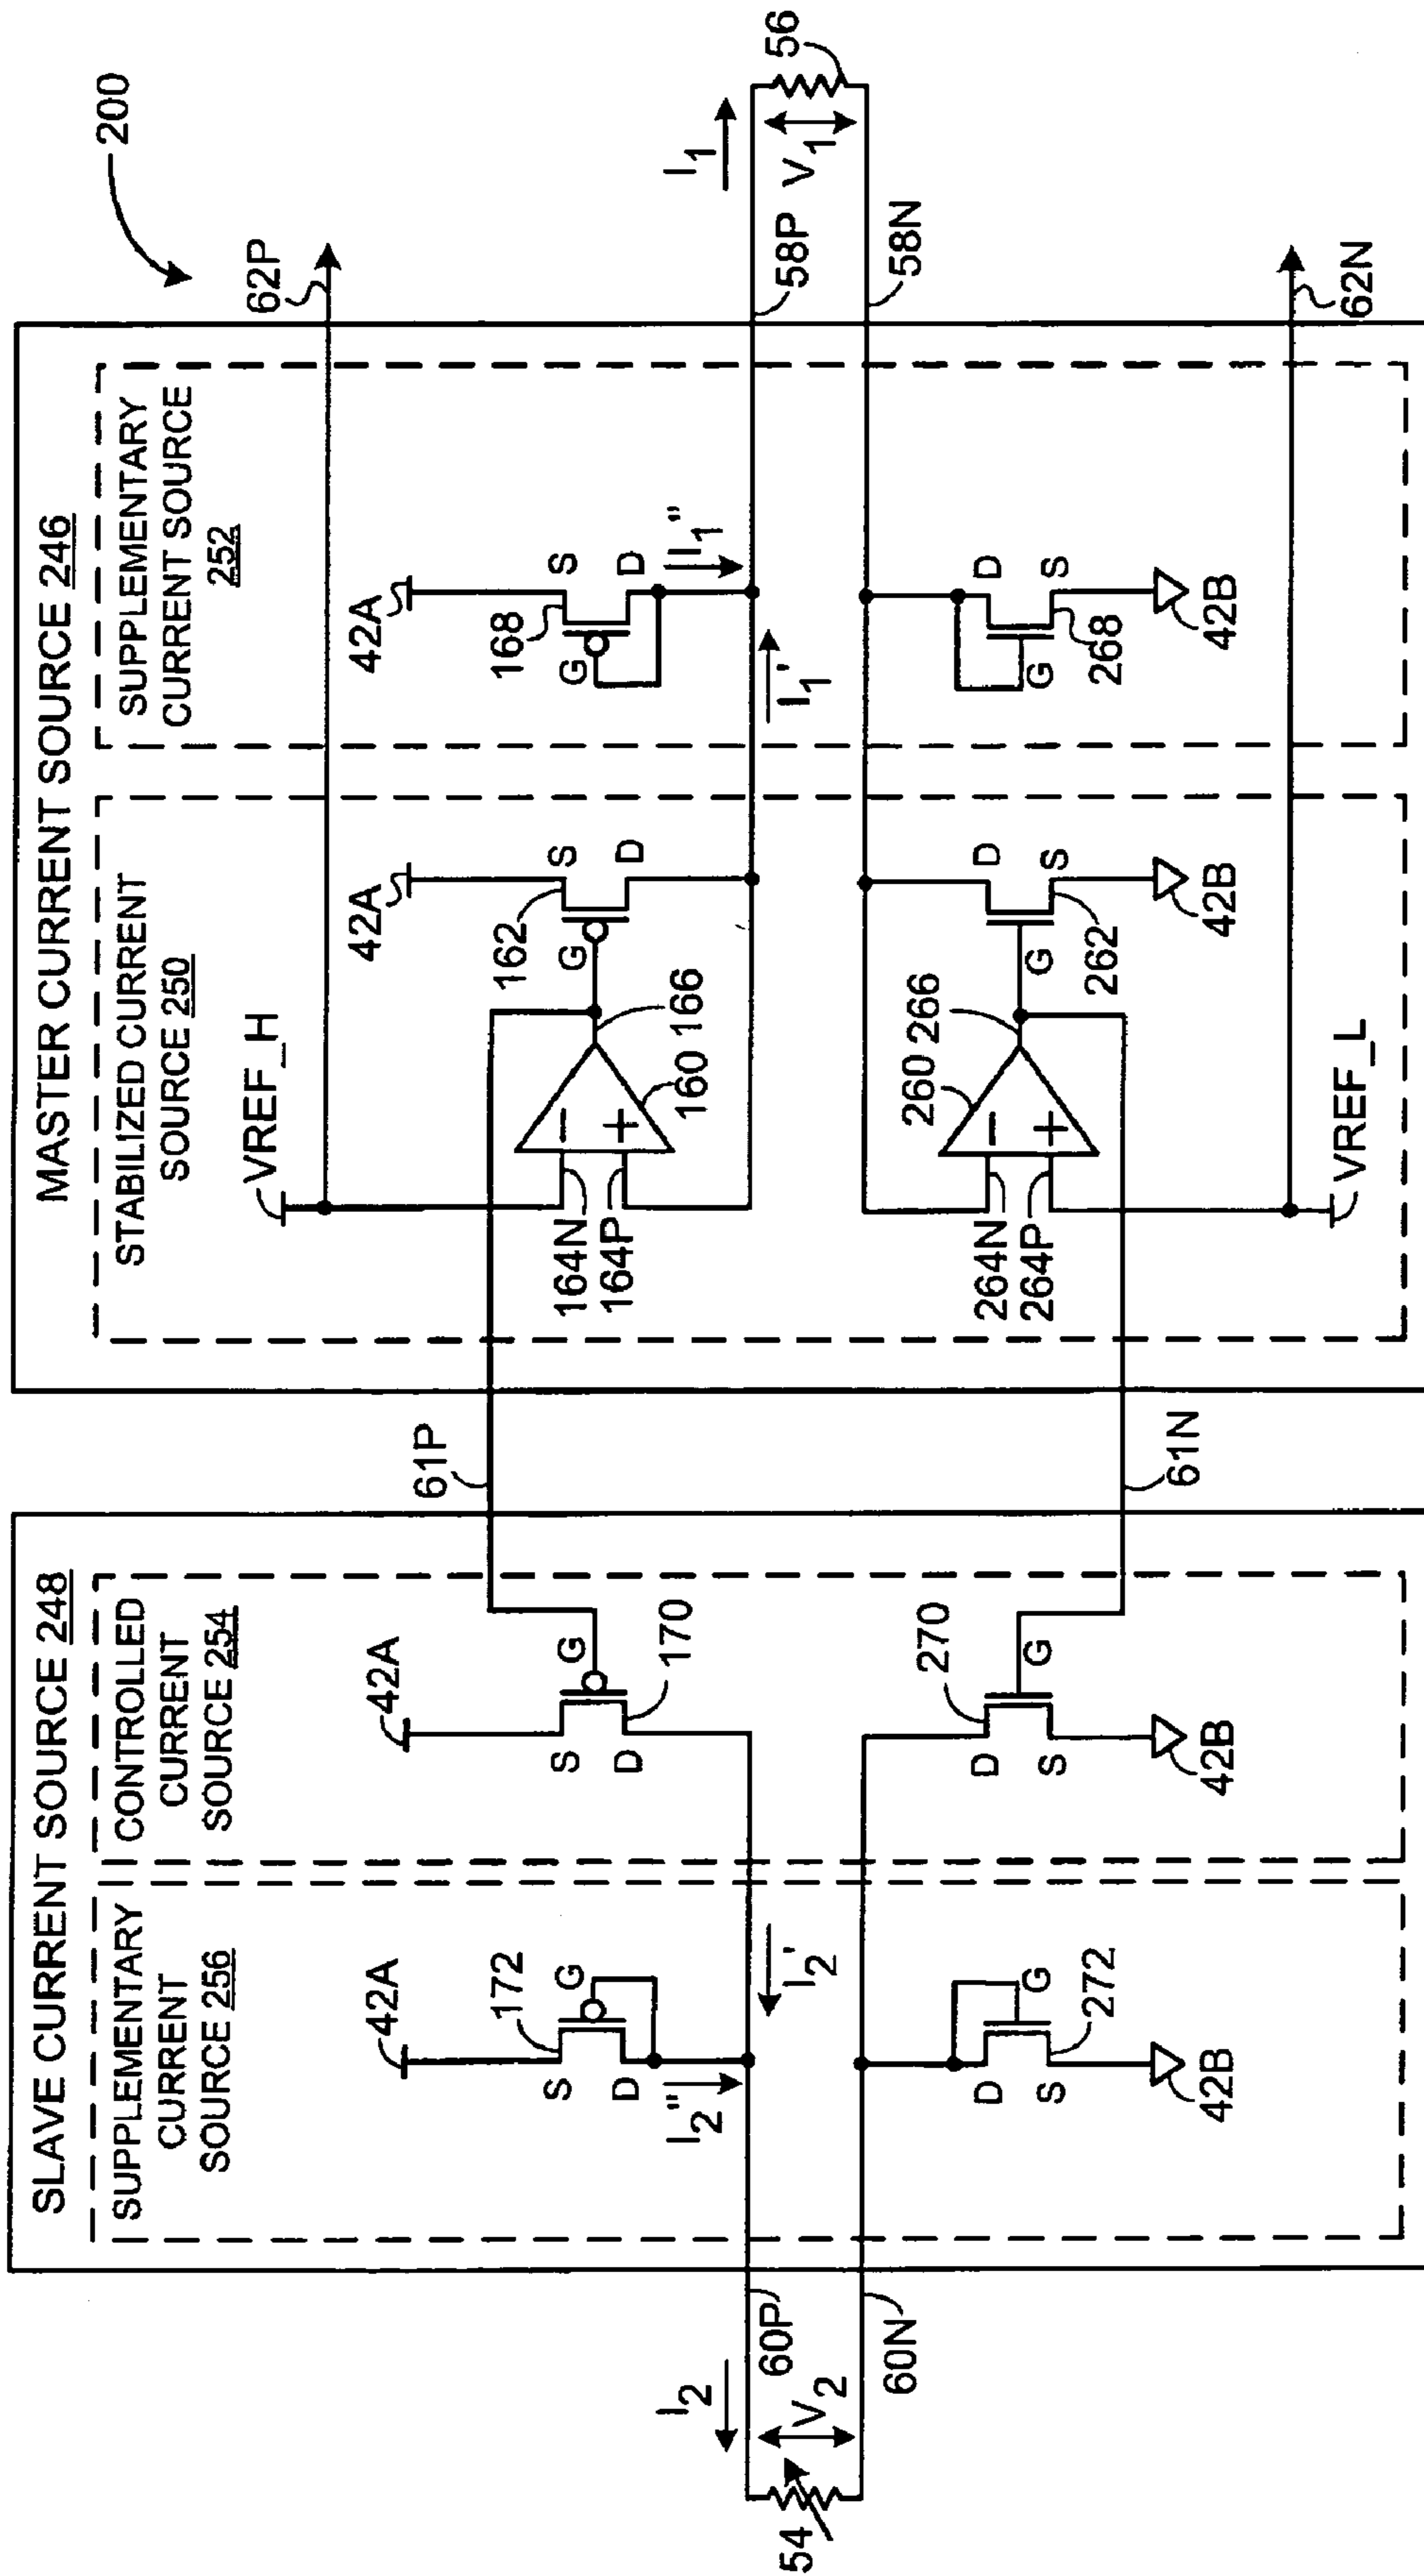 200
SLAVE CURRENT SOURCE 248
MASTER CURRENT SOURCE 246
SUPPLEMENTARY
CURRENT
SOURCE 256
CONTROLLED
CURRENT
SOURCE 254
STABILIZED CURRENT
SOURCE 250
SUPPLEMENTARY
CURRENT SOURCE
252
VREF_H
62P
42A
42A
42A
42A
61P
172
S
G
D
I2"
S
G
D
170
162
S
G
D
168
S
G
D
I1"
164N
164P
−
+
160
166
I2
60P
I2'
I1'
58P
I1
54
V2
V1
56
60N
58N
D
G
S
272
270
D
G
S
264N
264P
−
+
260
266
D
G
S
262
D
G
S
268
61N
42B
42B
42B
42B
VREF_L
62N